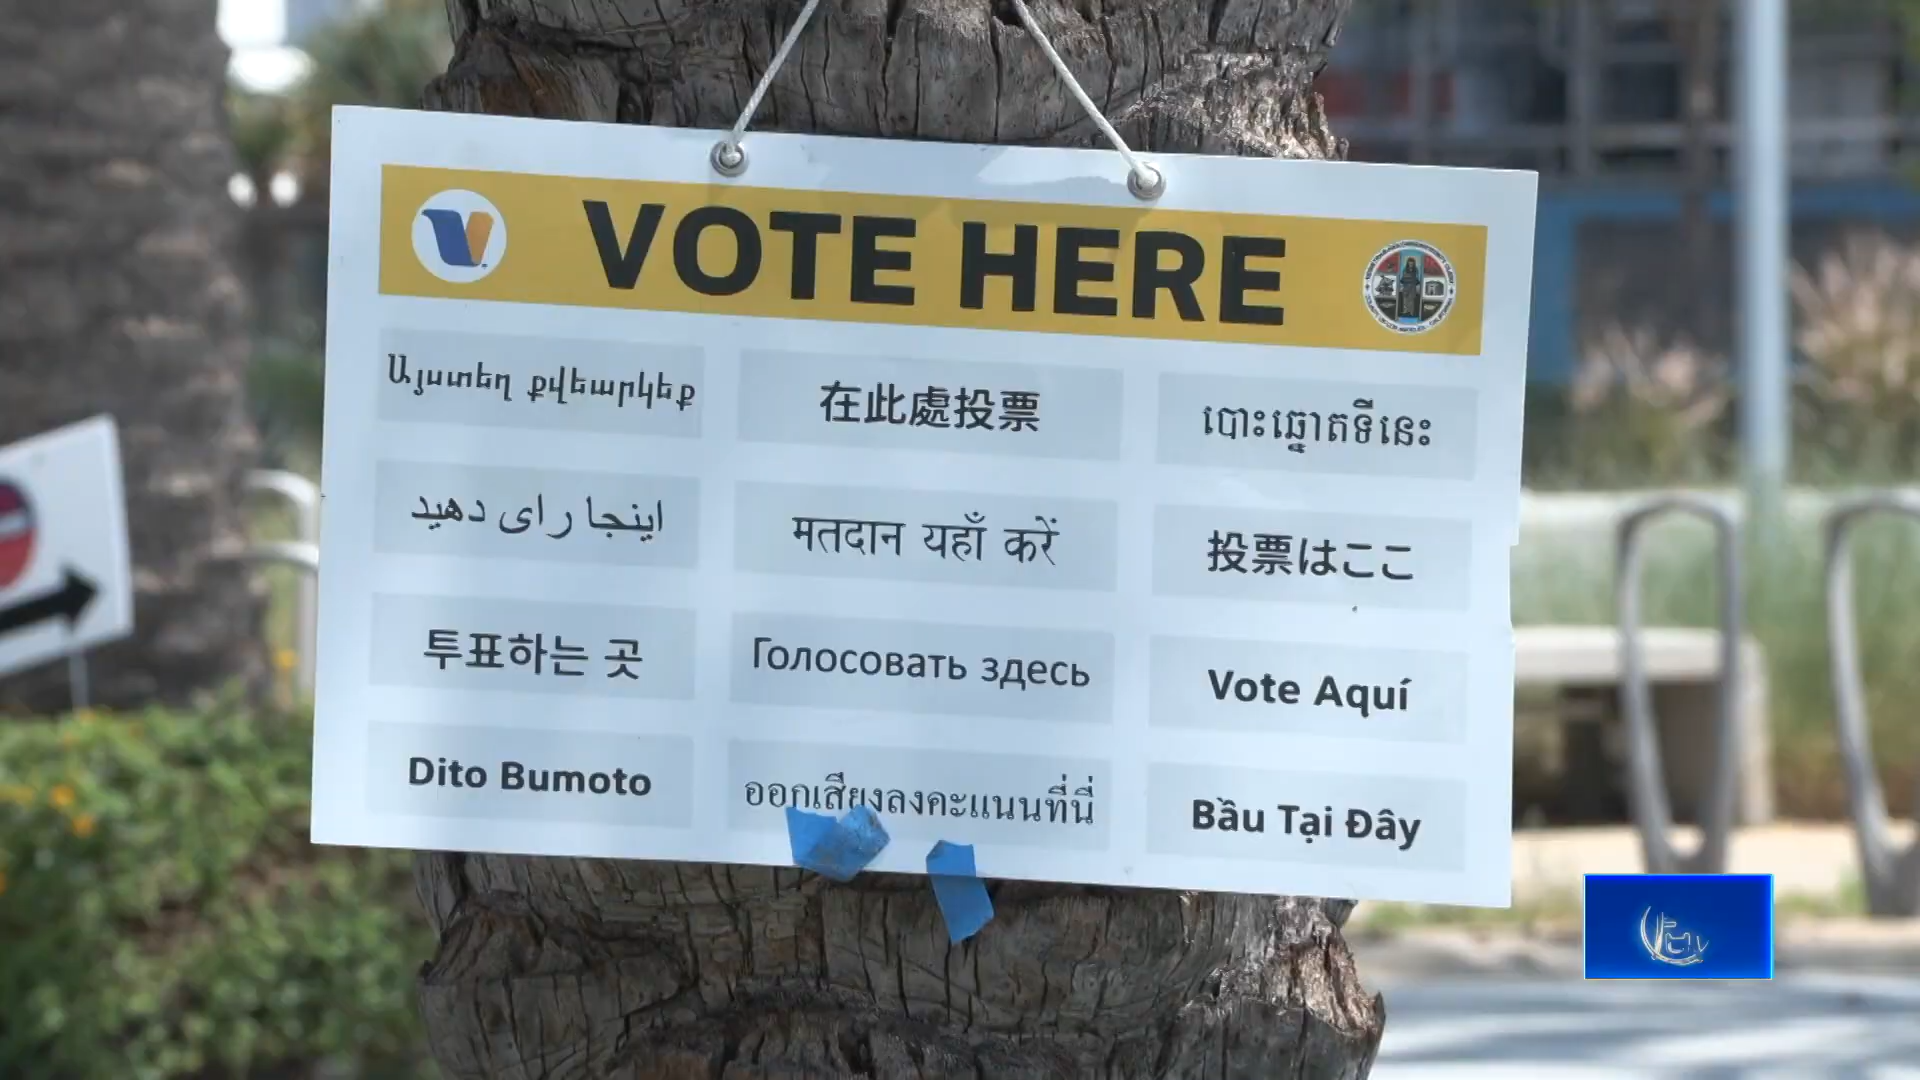 VOTE HERE
Այստեղ քվեարկեք
在此處投票
បោះឆ្នោតទីនេះ
اینجا رای دهید
मतदान यहाँ करें
投票はここ
투표하는 곳
Голосовать здесь
Vote Aquí
Dito Bumoto
ออกเสียงลงคะแนนที่นี่
Bầu Tại Đây